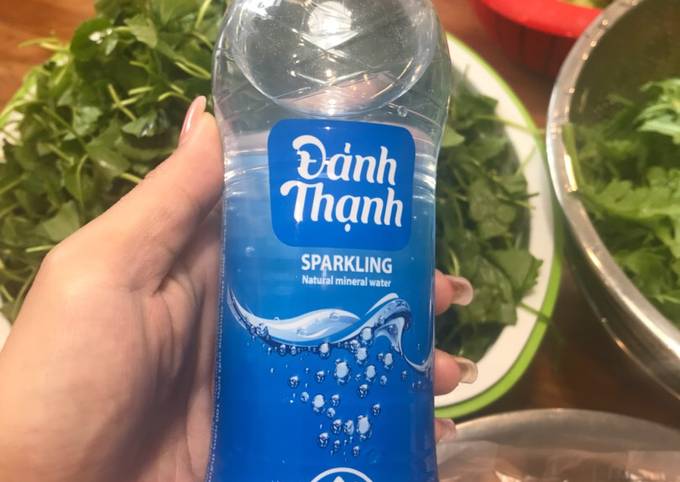 Đảnh
Thạnh
SPARKLING
Natural mineral water